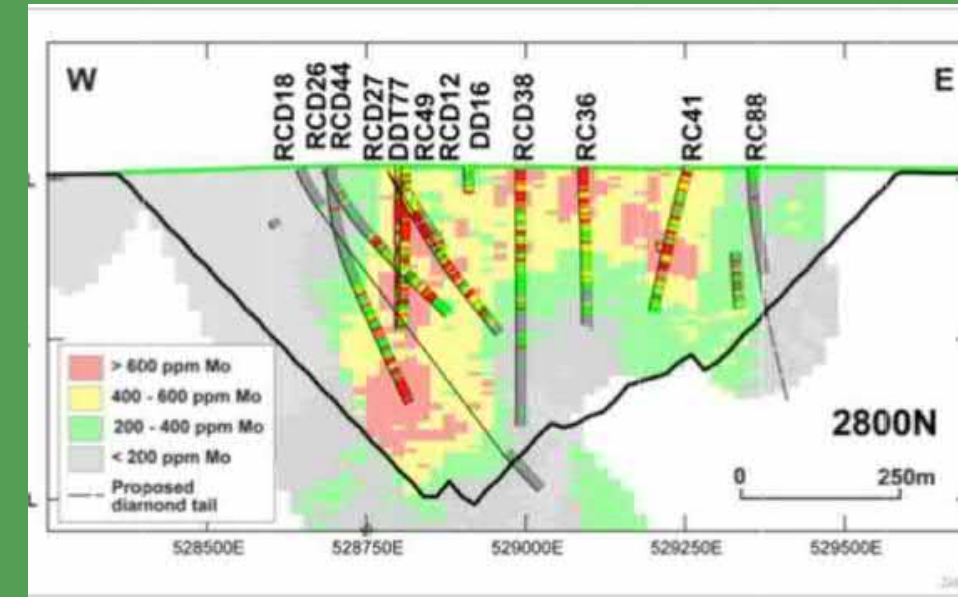 W
E
RCD18
RCD26
RCD44
RCD27
DDT77
RC49
RCD12
DD16
RCD38
RC36
RC41
RC88
> 600 ppm Mo
400 - 600 ppm Mo
200 - 400 ppm Mo
< 200 ppm Mo
Proposed
diamond tail
2800N
0 250m
528500E 528750E 529000E 529250E 529500E